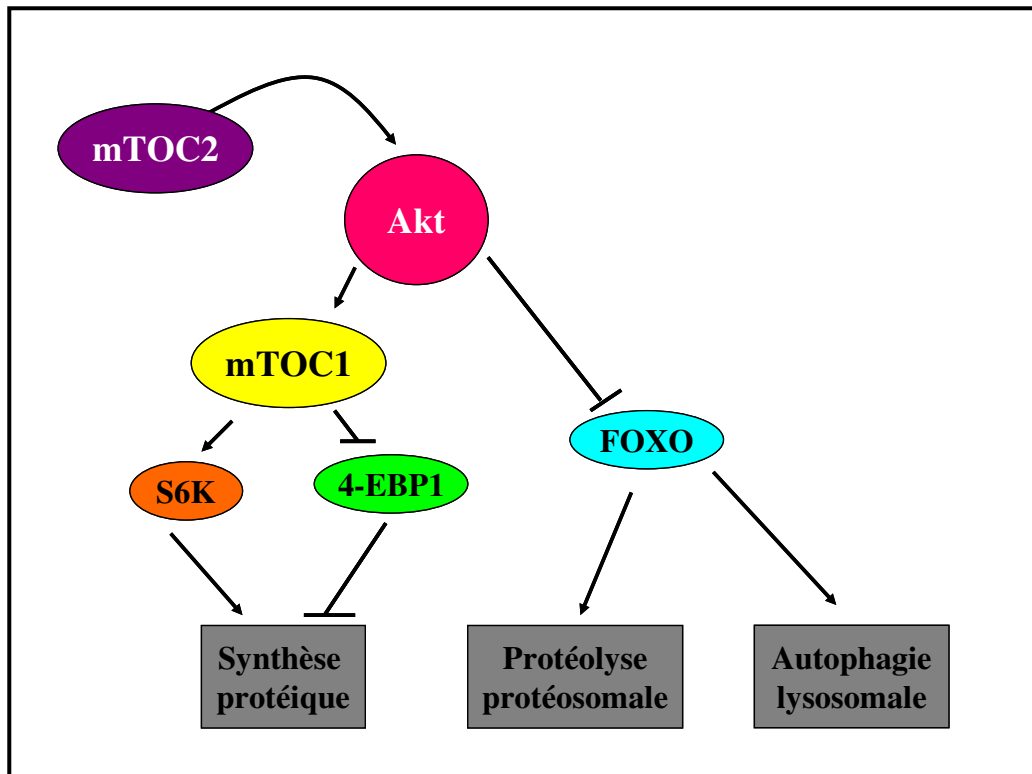 mTOC2
Akt
mTOC1
FOXO
S6K
4-EBP1
Synthèse
protéique
Protéolyse
protéosomale
Autophagie
lysosomale